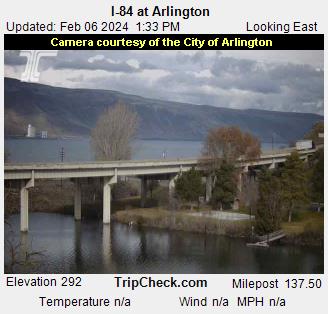 I-84 at Arlington
Updated: Feb 06 2024 1:33 PM Looking East
Camera courtesy of the City of Arlington
Elevation 292 TripCheck.com Milepost 137.50
Temperature n/a Wind n/a MPH n/a